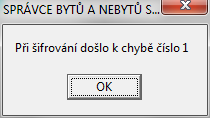 SPRÁVCE BYTŮ A NEBYTŮ S...
Při šifrování došlo k chybě číslo 1
OK